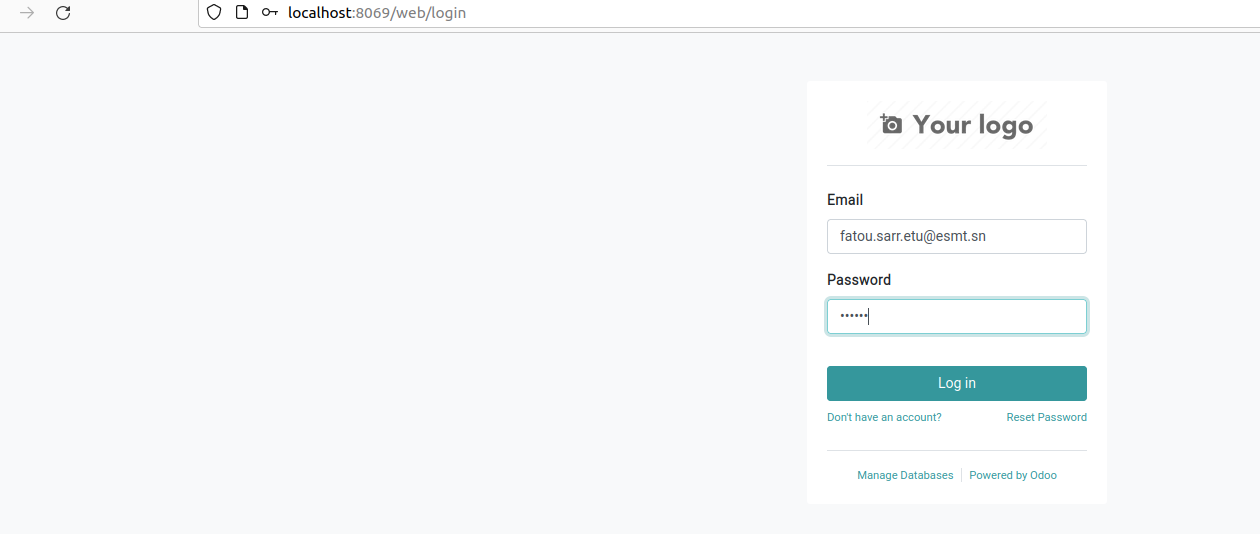 localhost:8069/web/login
Your logo
Email
fatou.sarr.etu@esmt.sn
Password
••••••
Log in
Don't have an account? Reset Password
Manage Databases Powered by Odoo